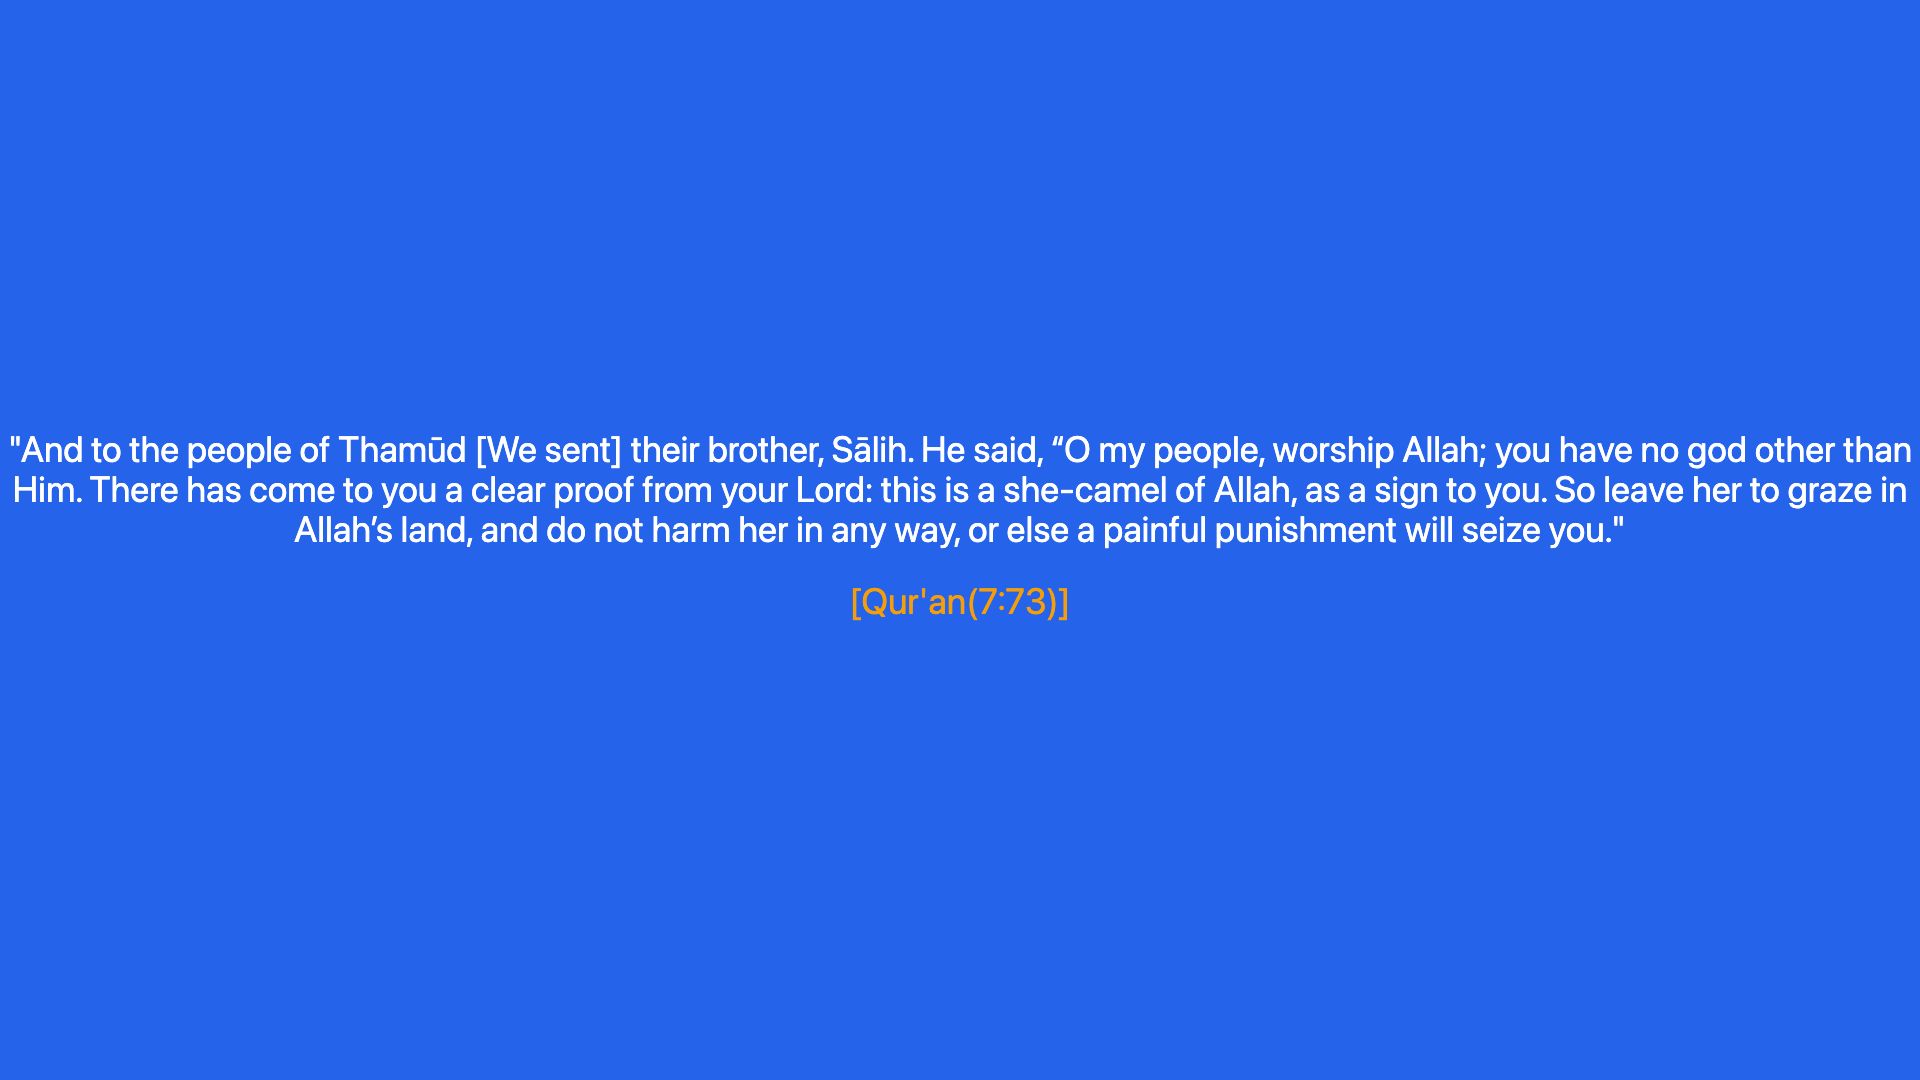 "And to the people of Thamūd [We sent] their brother, Sālih. He said, “O my people, worship Allah; you have no god other than
Him. There has come to you a clear proof from your Lord: this is a she-camel of Allah, as a sign to you. So leave her to graze in
Allah’s land, and do not harm her in any way, or else a painful punishment will seize you."
[Qur'an(7:73)]